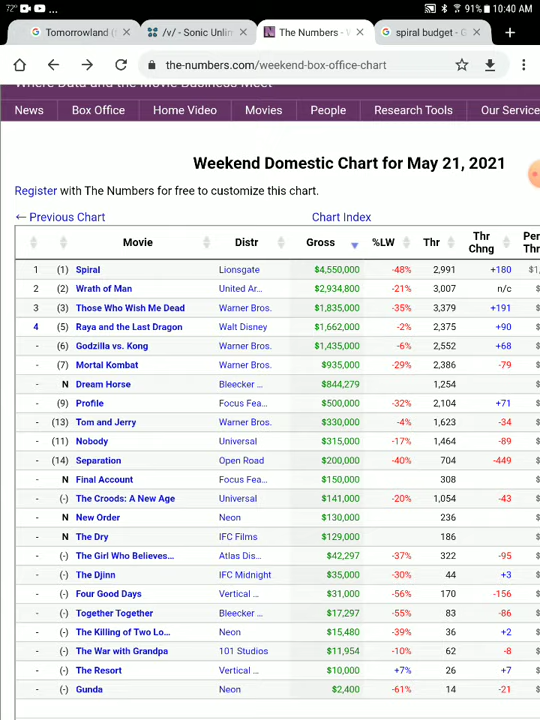 72° 91% 10:40 AM
Tomorrowland ( /v/ - Sonic Unlim The Numbers - spiral budget - G
the-numbers.com/weekend-box-office-chart
Where Data and the Movie Business Meet
News Box Office Home Video Movies People Research Tools Our Service
Weekend Domestic Chart for May 21, 2021
Register with The Numbers for free to customize this chart.
← Previous Chart Chart Index
Movie Distr Gross %LW Thr Thr Chng Per Thr
1 (1) Spiral Lionsgate $4,550,000 -48% 2,991 +180 $1,
2 (2) Wrath of Man United Ar... $2,934,800 -21% 3,007 n/c $
3 (3) Those Who Wish Me Dead Warner Bros. $1,835,000 -35% 3,379 +191 $
4 (5) Raya and the Last Dragon Walt Disney $1,662,000 -2% 2,375 +90 $
- (6) Godzilla vs. Kong Warner Bros. $1,435,000 -6% 2,552 +68 $
- (7) Mortal Kombat Warner Bros. $935,000 -29% 2,386 -79 $
- N Dream Horse Bleecker ... $844,279 1,254 $
- (9) Profile Focus Fea... $500,000 -32% 2,104 +71 $
- (13) Tom and Jerry Warner Bros. $330,000 -4% 1,623 -34 $
- (11) Nobody Universal $315,000 -17% 1,464 -89 $
- (14) Separation Open Road $200,000 -40% 704 -449 $
- N Final Account Focus Fea... $150,000 308 $
- (-) The Croods: A New Age Universal $141,000 -20% 1,054 -43 $
- N New Order Neon $130,000 236 $
- N The Dry IFC Films $129,000 186 $
- (-) The Girl Who Believes... Atlas Dis... $42,297 -37% 322 -95 $
- (-) The Djinn IFC Midnight $35,000 -30% 44 +3 $
- (-) Four Good Days Vertical ... $31,000 -56% 170 -156 $
- (-) Together Together Bleecker ... $17,297 -55% 83 -86 $
- (-) The Killing of Two Lo... Neon $15,480 -39% 36 +2 $
- (-) The War with Grandpa 101 Studios $11,954 -10% 62 -8 $
- (-) The Resort Vertical ... $10,000 +7% 26 +7 $
- (-) Gunda Neon $2,400 -61% 14 -21 $